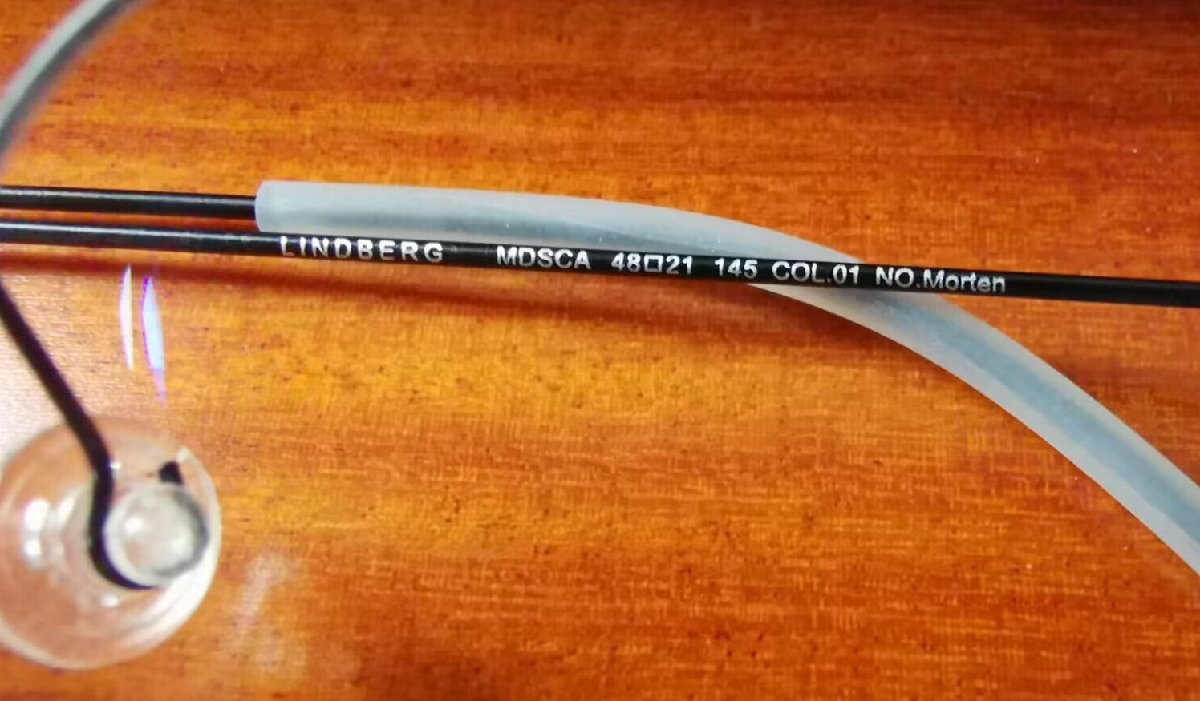 LINDBERG MDSCA 48□21 145 COL.01 NO.Morten